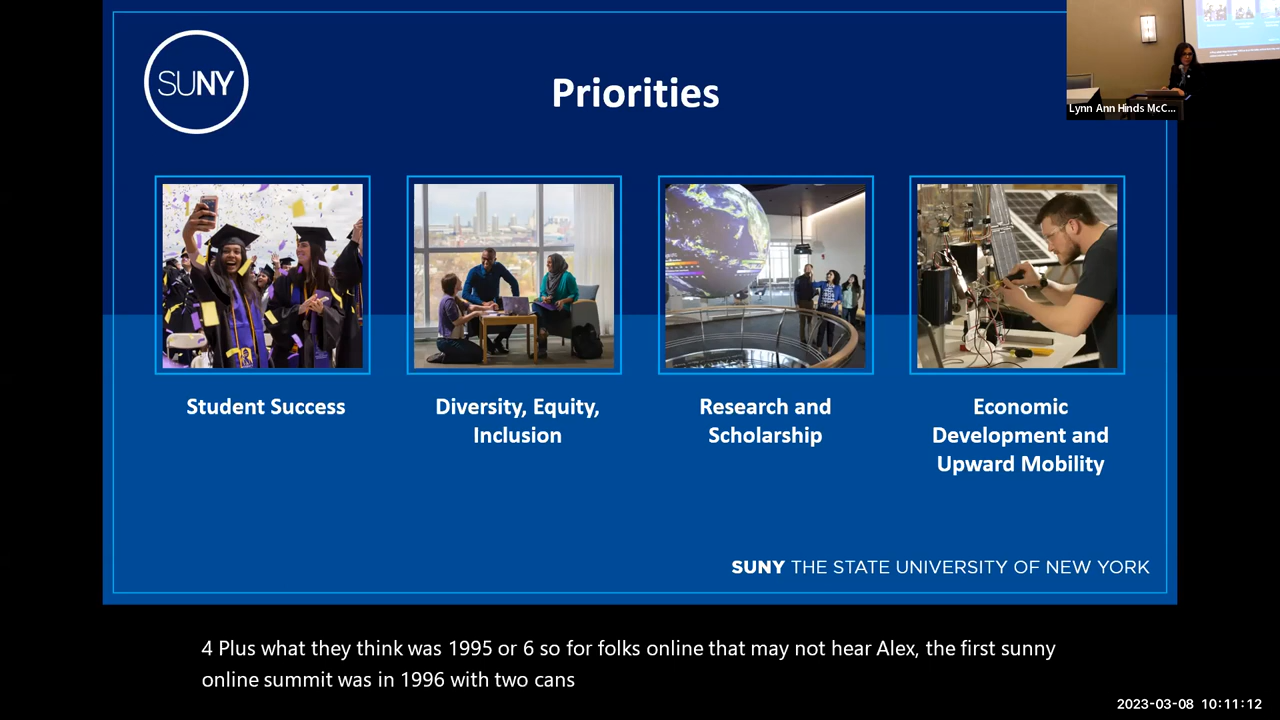 SUNY
Priorities
Lynn Ann Hinds McC...
Student Success
Diversity, Equity,
Inclusion
Research and
Scholarship
Economic
Development and
Upward Mobility
SUNY THE STATE UNIVERSITY OF NEW YORK
4 Plus what they think was 1995 or 6 so for folks online that may not hear Alex, the first sunny
online summit was in 1996 with two cans
2023-03-08 10:11:12